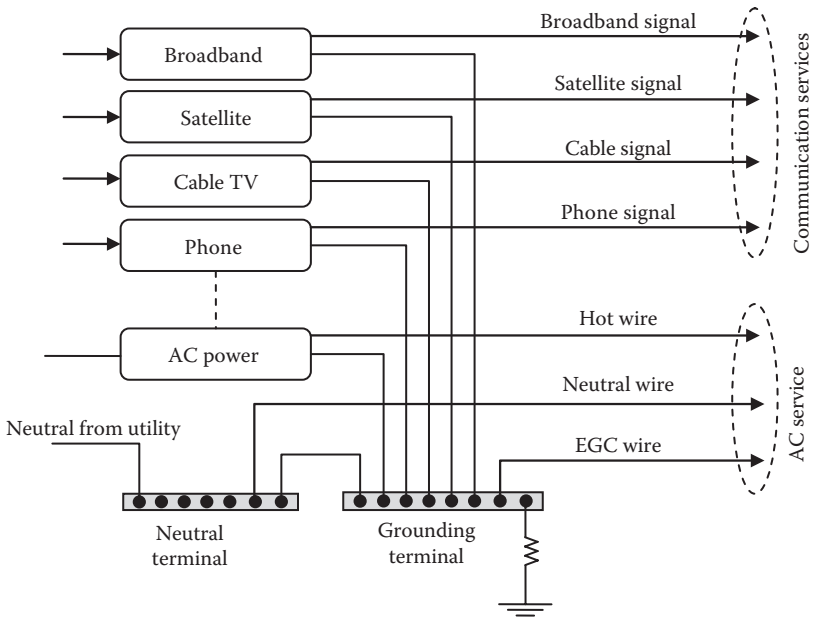 Broadband signal
Broadband
Satellite signal
Satellite
Cable signal
Cable TV
Phone signal
Phone
Communication services
Hot wire
AC power
Neutral wire
Neutral from utility
EGC wire
AC service
Neutral
terminal
Grounding
terminal